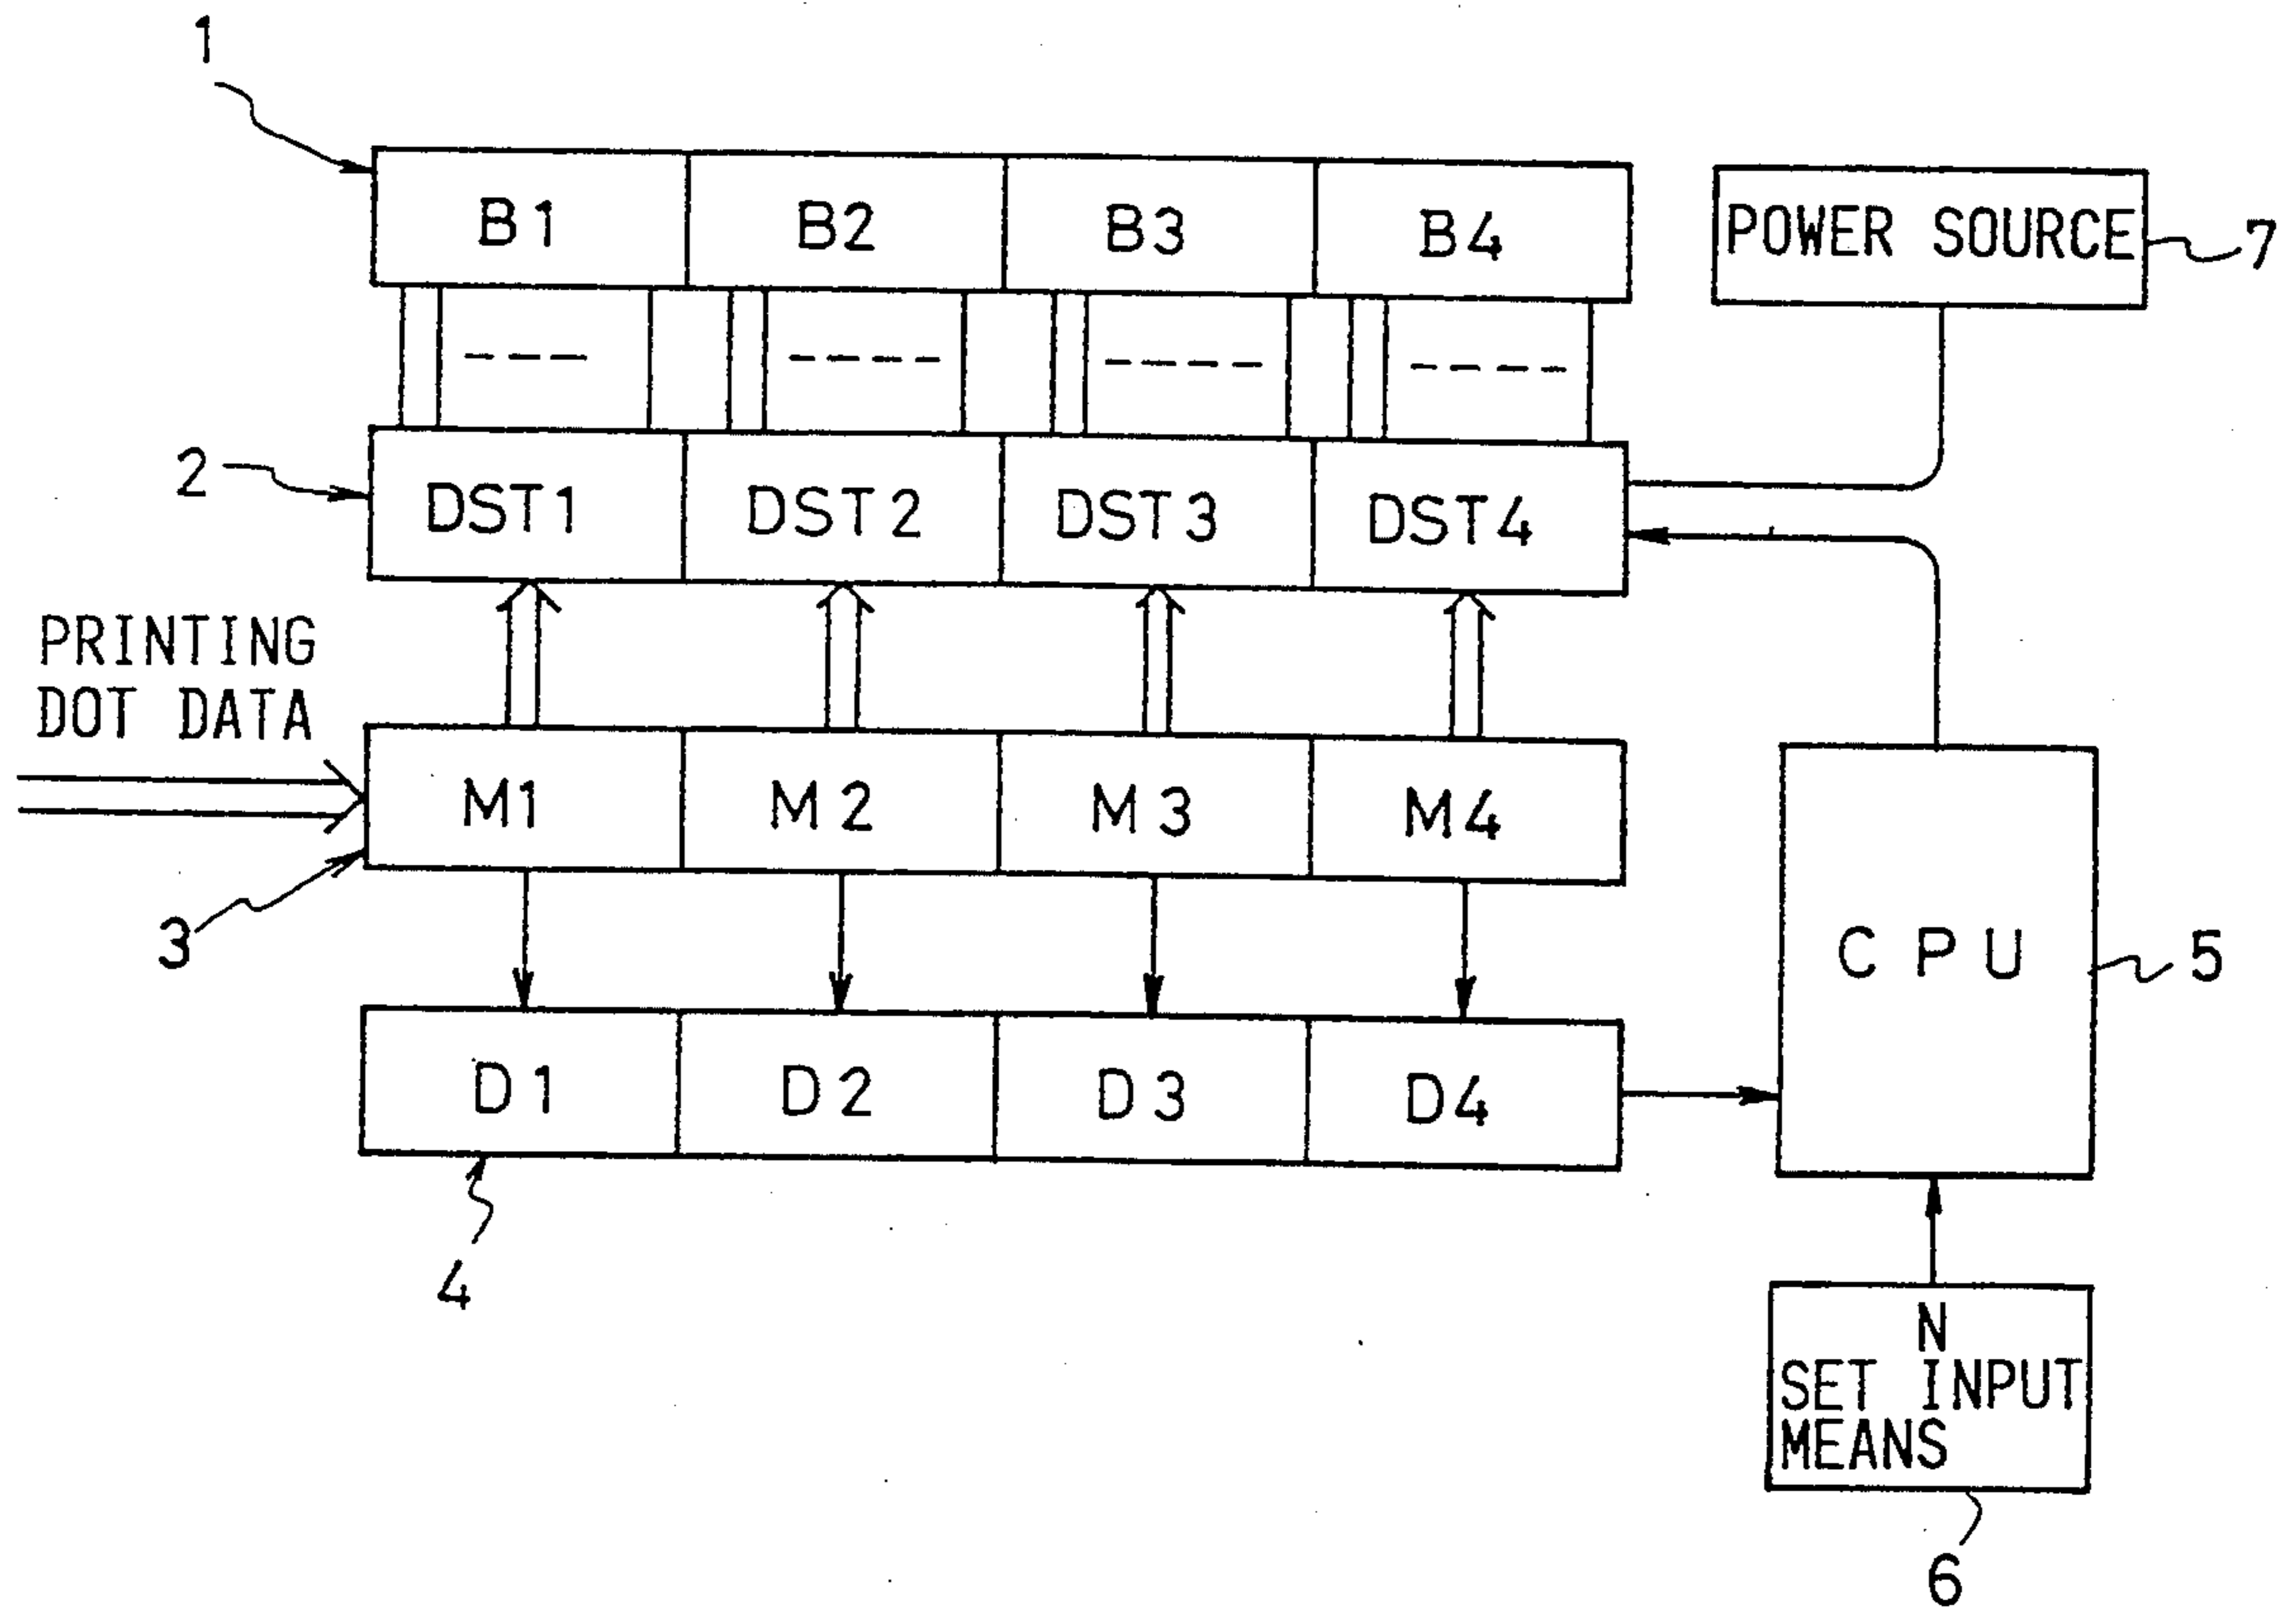 1
B1 B2 B3 B4
POWER SOURCE
7
2
DST1 DST2 DST3 DST4
PRINTING
DOT DATA
M1 M2 M3 M4
3
CPU
5
D1 D2 D3 D4
4
N
SET INPUT
MEANS
6